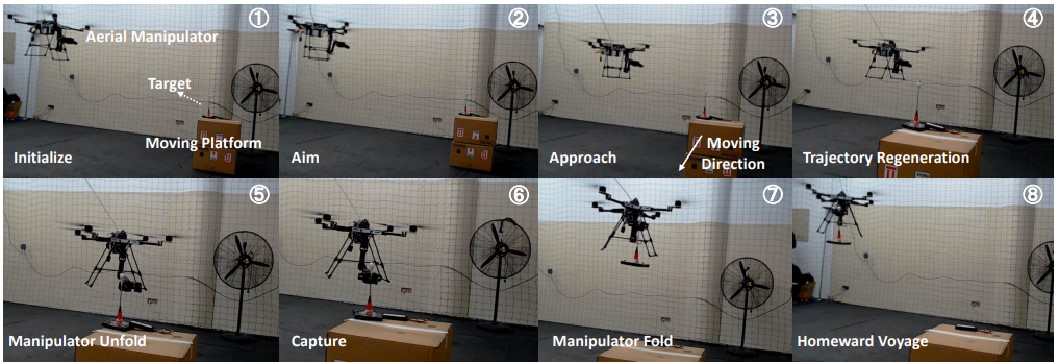 ①
Aerial Manipulator
Target
Moving Platform
Initialize
②
Aim
③
Moving
Direction
Approach
④
Trajectory Regeneration
⑤
Manipulator Unfold
⑥
Capture
⑦
Manipulator Fold
⑧
Homeward Voyage